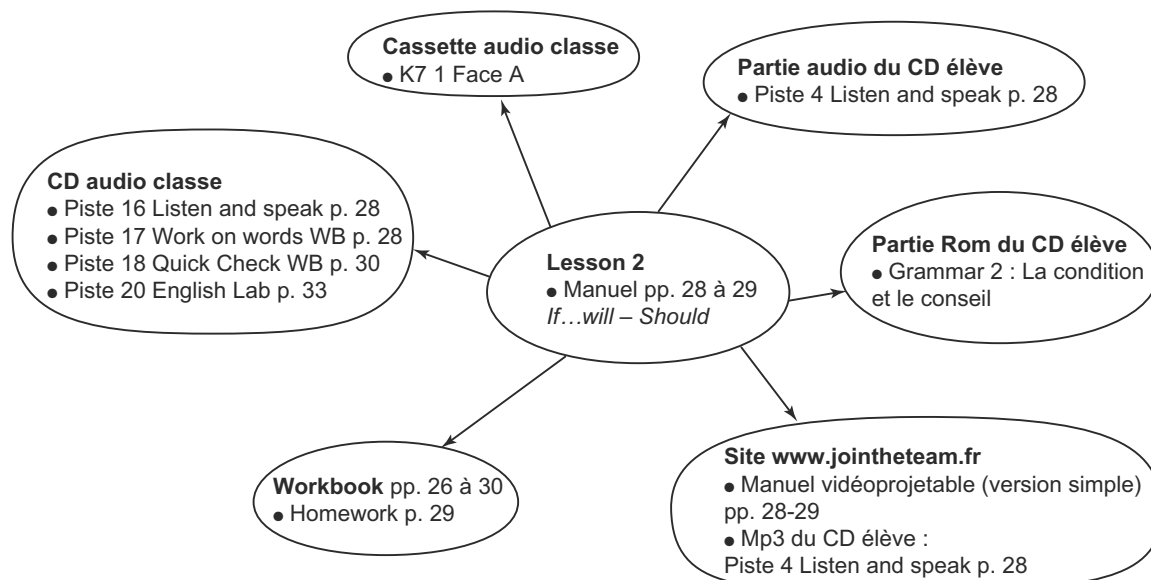 Cassette audio classe
● K7 1 Face A
Partie audio du CD élève
● Piste 4 Listen and speak p. 28
CD audio classe
● Piste 16 Listen and speak p. 28
● Piste 17 Work on words WB p. 28
● Piste 18 Quick Check WB p. 30
● Piste 20 English Lab p. 33
Lesson 2
● Manuel pp. 28 à 29
If…will – Should
Partie Rom du CD élève
● Grammar 2 : La condition
et le conseil
Workbook pp. 26 à 30
● Homework p. 29
Site www.jointheteam.fr
● Manuel vidéoprojetable (version simple)
pp. 28-29
● Mp3 du CD élève :
Piste 4 Listen and speak p. 28